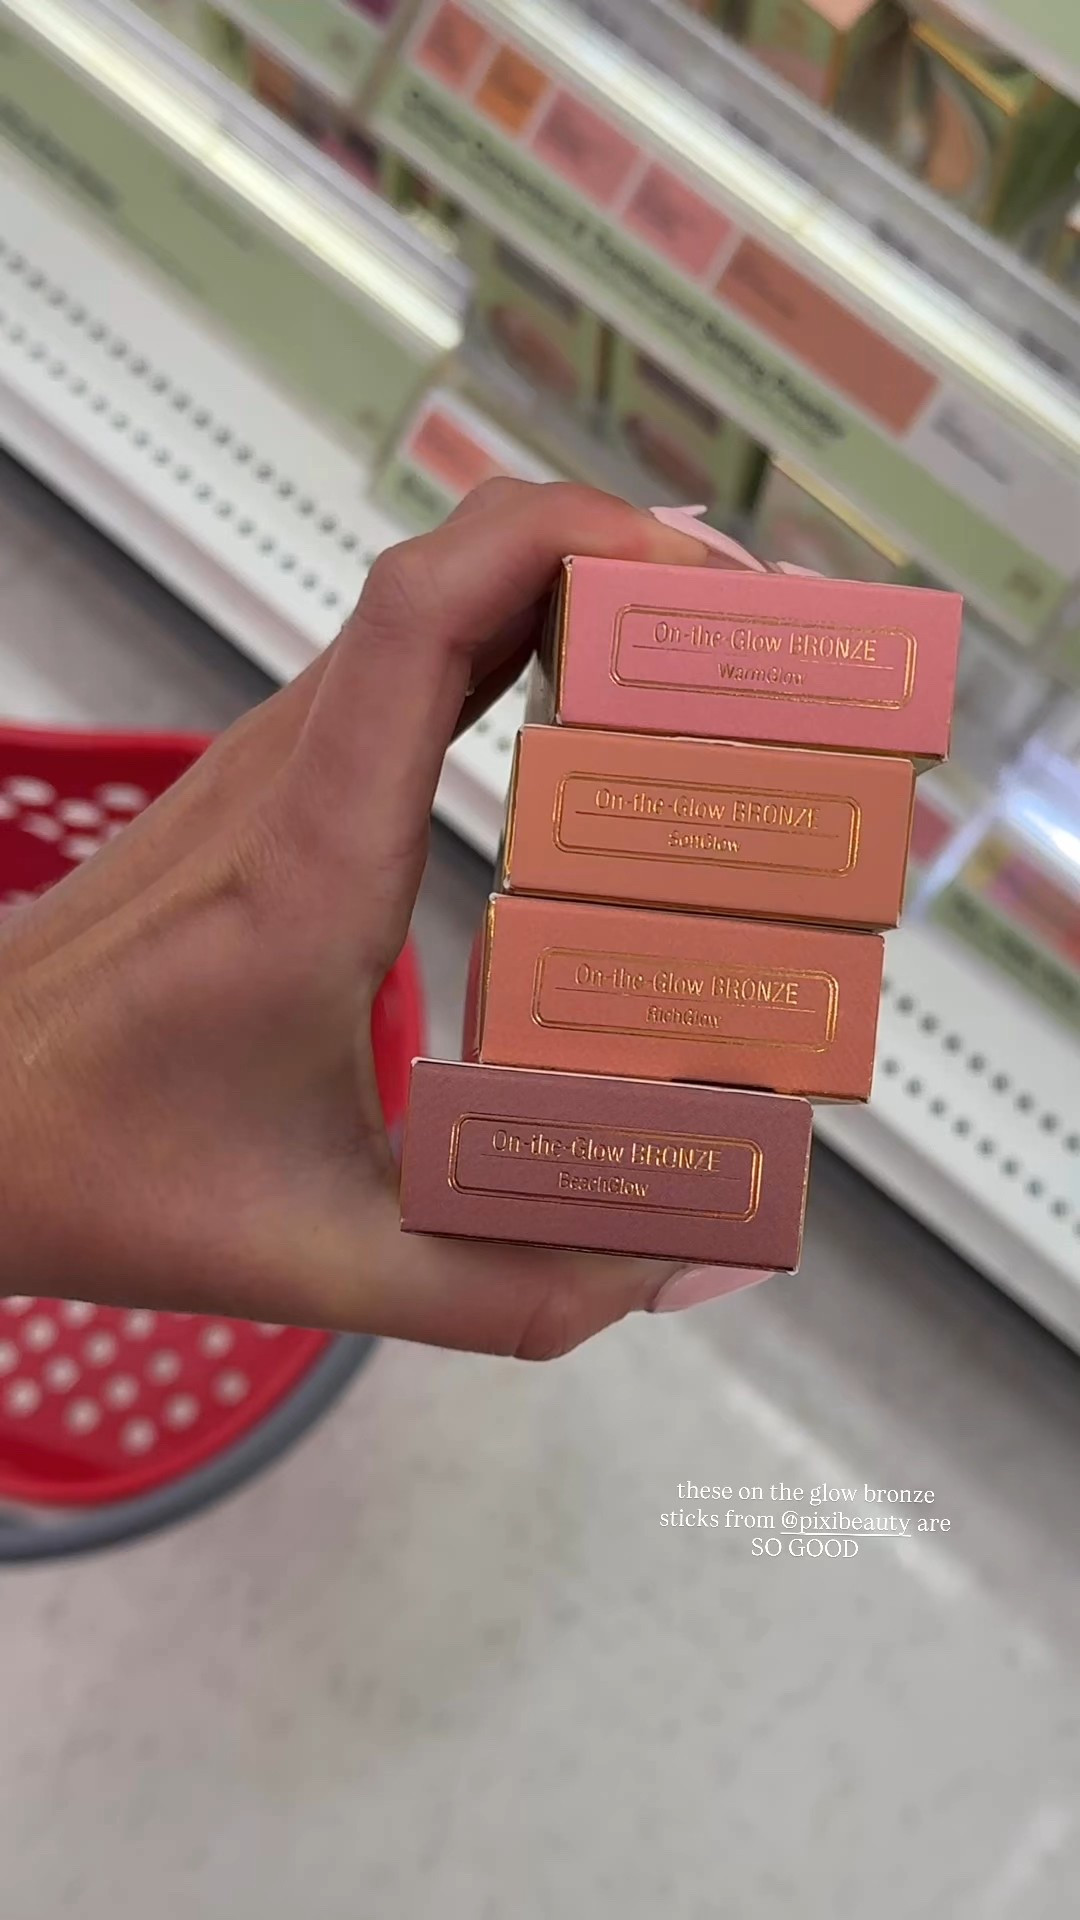 On-the-Glow BRONZE
WarmGlow
On-the-Glow BRONZE
SoftGlow
On-the-Glow BRONZE
RichGlow
On-the-Glow BRONZE
BeachGlow
these on the glow bronze
sticks from @pixibeauty are
SO GOOD